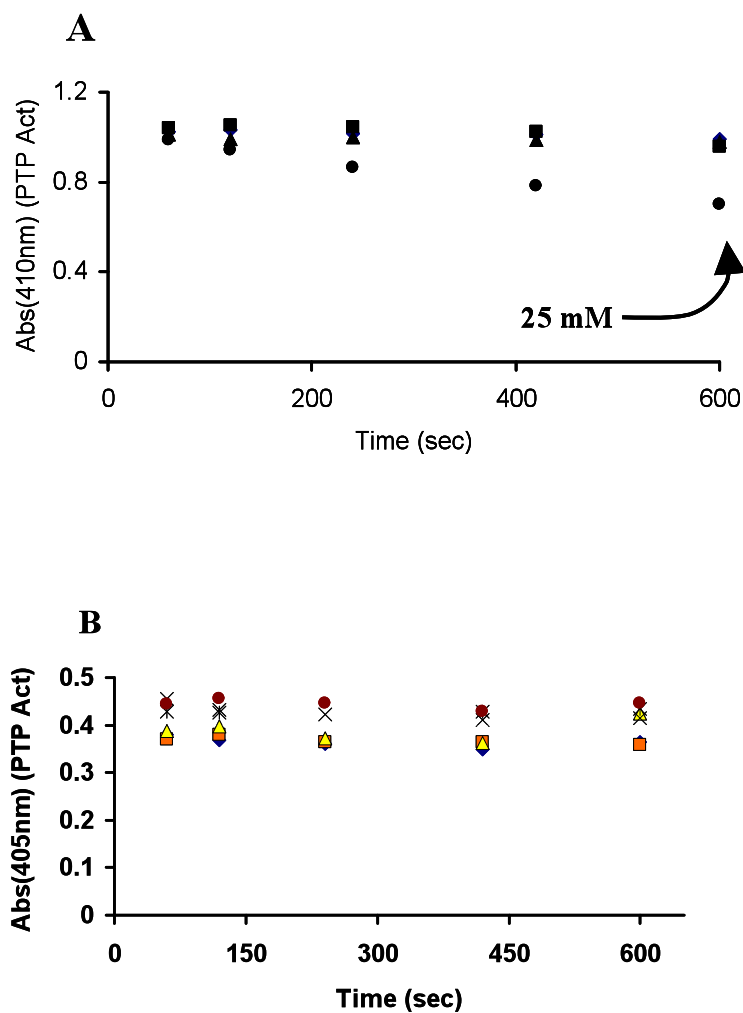 A
Abs(410nm) (PTP Act)
1.2
0.8
0.4
0
25 mM
0 200 400 600
Time (sec)
B
Abs(405nm) (PTP Act)
0.5
0.4
0.3
0.2
0.1
0
0 150 300 450 600
Time (sec)